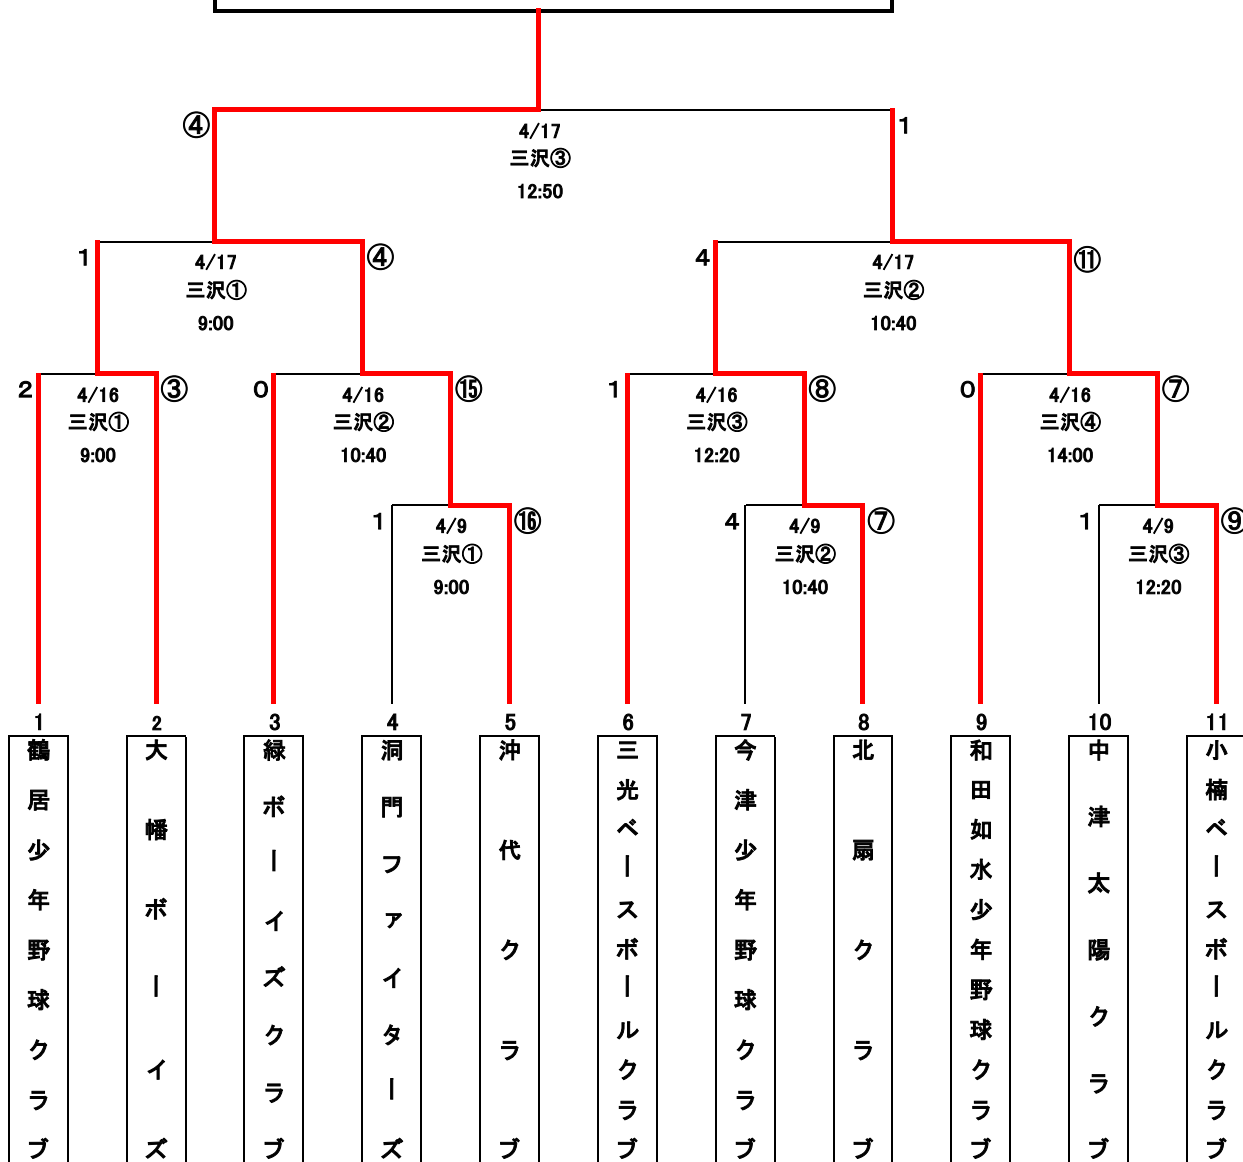 ④
1
4/17
三沢③
12:50
1
④
4
⑪
4/17
三沢①
9:00
4/17
三沢②
10:40
2
③
0
⑮
1
⑧
0
⑦
4/16
三沢①
9:00
4/16
三沢②
10:40
4/16
三沢③
12:20
4/16
三沢④
14:00
1
⑯
4
⑦
1
⑨
4/9
三沢①
9:00
4/9
三沢②
10:40
4/9
三沢③
12:20
1
鶴居少年野球クラブ
2
大幡ボーイズ
3
緑ボーイズクラブ
4
洞門ファイターズ
5
沖代クラブ
6
三光ベースボールクラブ
7
今津少年野球クラブ
8
北扇クラブ
9
和田如水少年野球クラブ
10
中津太陽クラブ
11
小楠ベースボールクラブ